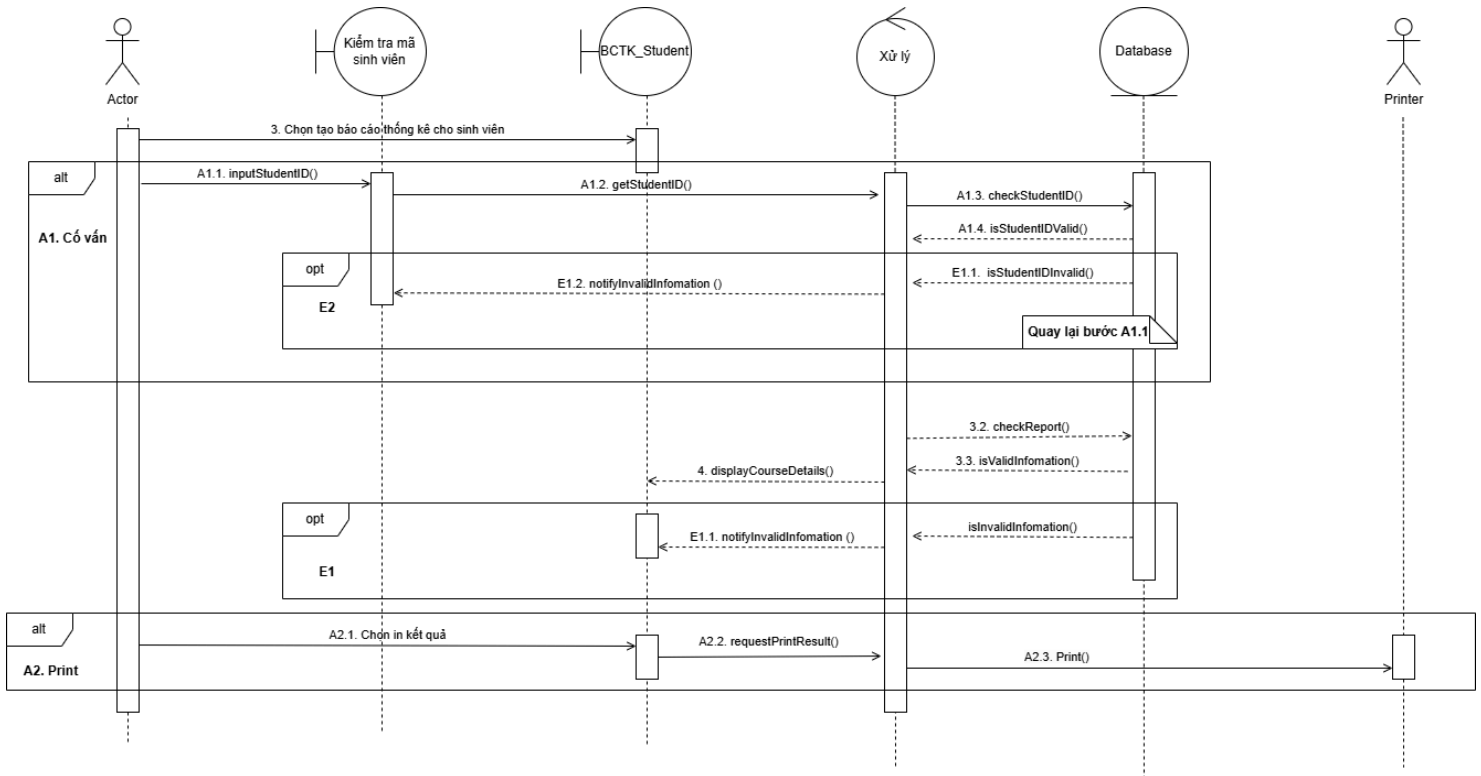 Kiểm tra mã
sinh viên
BCTK_Student
Xử lý
Database
Actor
Printer
3. Chọn tạo báo cáo thống kê cho sinh viên
alt
A1.1. inputStudentID()
A1.2. getStudentID()
A1.3. checkStudentID()
A1. Cố vấn
A1.4. isStudentIDValid()
opt
E1.1. isStudentIDInvalid()
E1.2. notifyInvalidInfomation ()
E2
Quay lại bước A1.1
3.2. checkReport()
3.3. isValidInfomation()
4. displayCourseDetails()
opt
isInvalidInfomation()
E1.1. notifyInvalidInfomation ()
E1
alt
A2.1. Chọn in kết quả
A2.2. requestPrintResult()
A2.3. Print()
A2. Print